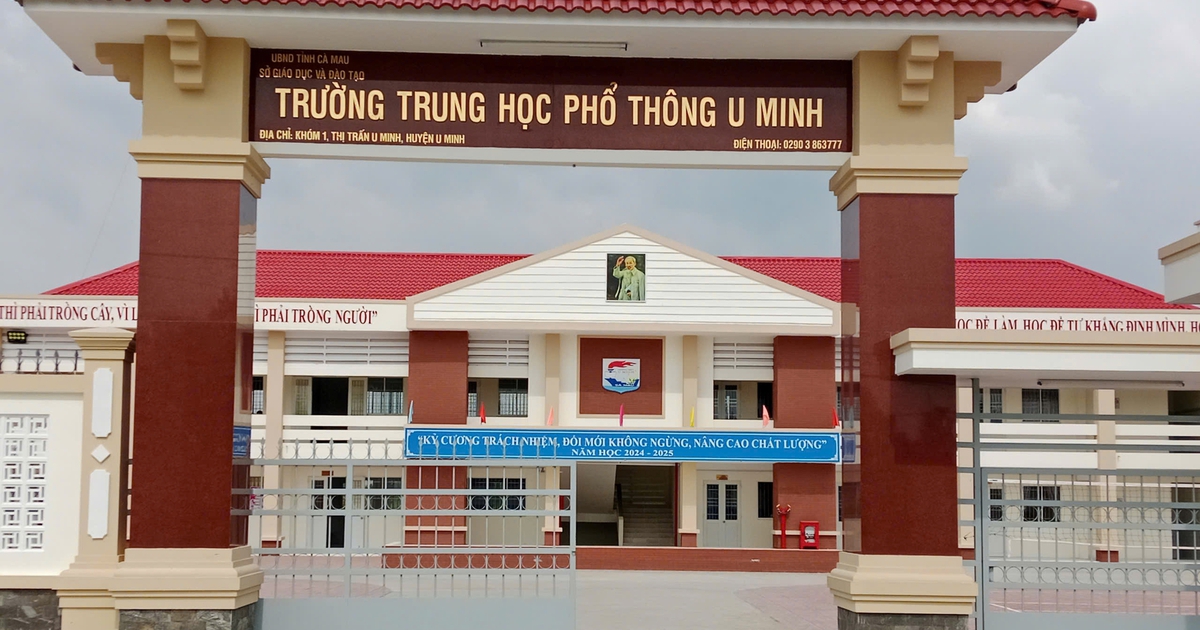 UBND TỈNH CÀ MAU
SỞ GIÁO DỤC VÀ ĐÀO TẠO
TRƯỜNG TRUNG HỌC PHỔ THÔNG U MINH
ĐỊA CHỈ: KHÓM 1, THỊ TRẤN U MINH, HUYỆN U MINH
ĐIỆN THOẠI: 0290 3 863777
THÌ PHẢI TRỒNG CÂY, VÌ L
Ì PHẢI TRỒNG NGƯỜI"
HỌC ĐỂ LÀM, HỌC ĐỂ TỰ KHẲNG ĐỊNH MÌNH, HỌ
"KỶ CƯƠNG TRÁCH NHIỆM, ĐỔI MỚI KHÔNG NGỪNG, NÂNG CAO CHẤT LƯỢNG"
NĂM HỌC 2024 - 2025